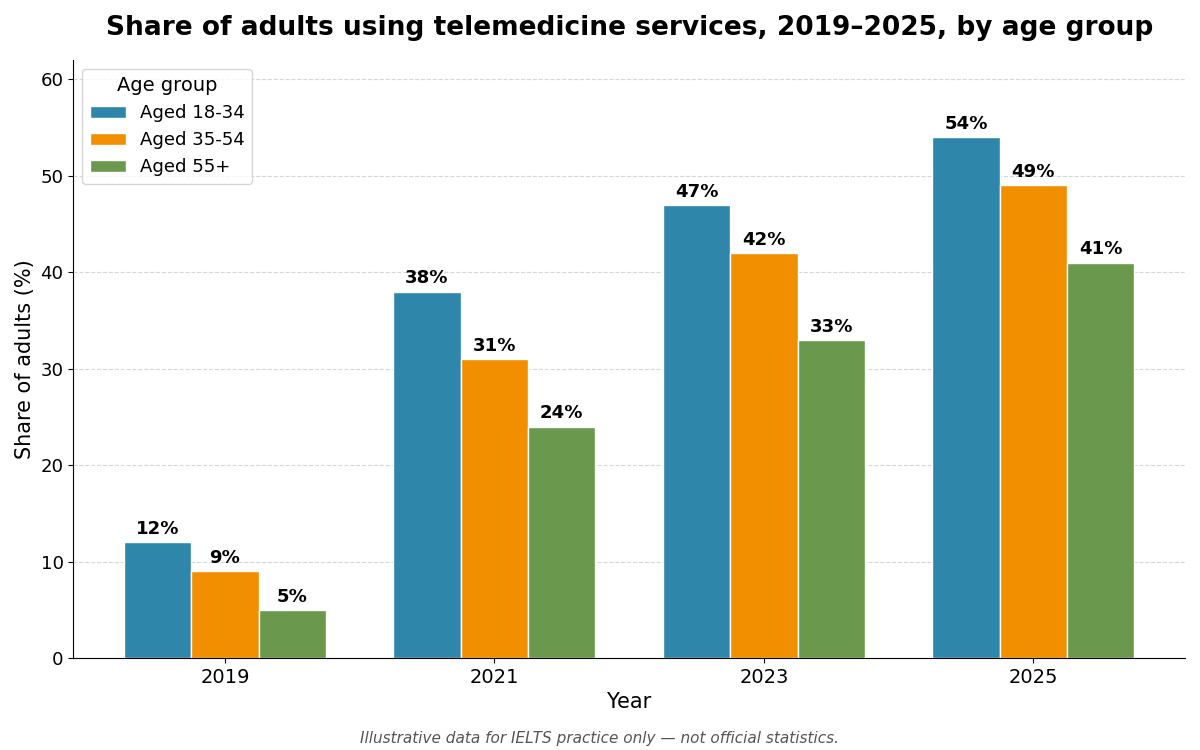 Share of adults using telemedicine services, 2019–2025, by age group
Age group
Aged 18-34
Aged 35-54
Aged 55+
Share of adults (%)
60
50
40
30
20
10
0
12%
9%
5%
38%
31%
24%
47%
42%
33%
54%
49%
41%
2019
2021
2023
2025
Year
Illustrative data for IELTS practice only — not official statistics.